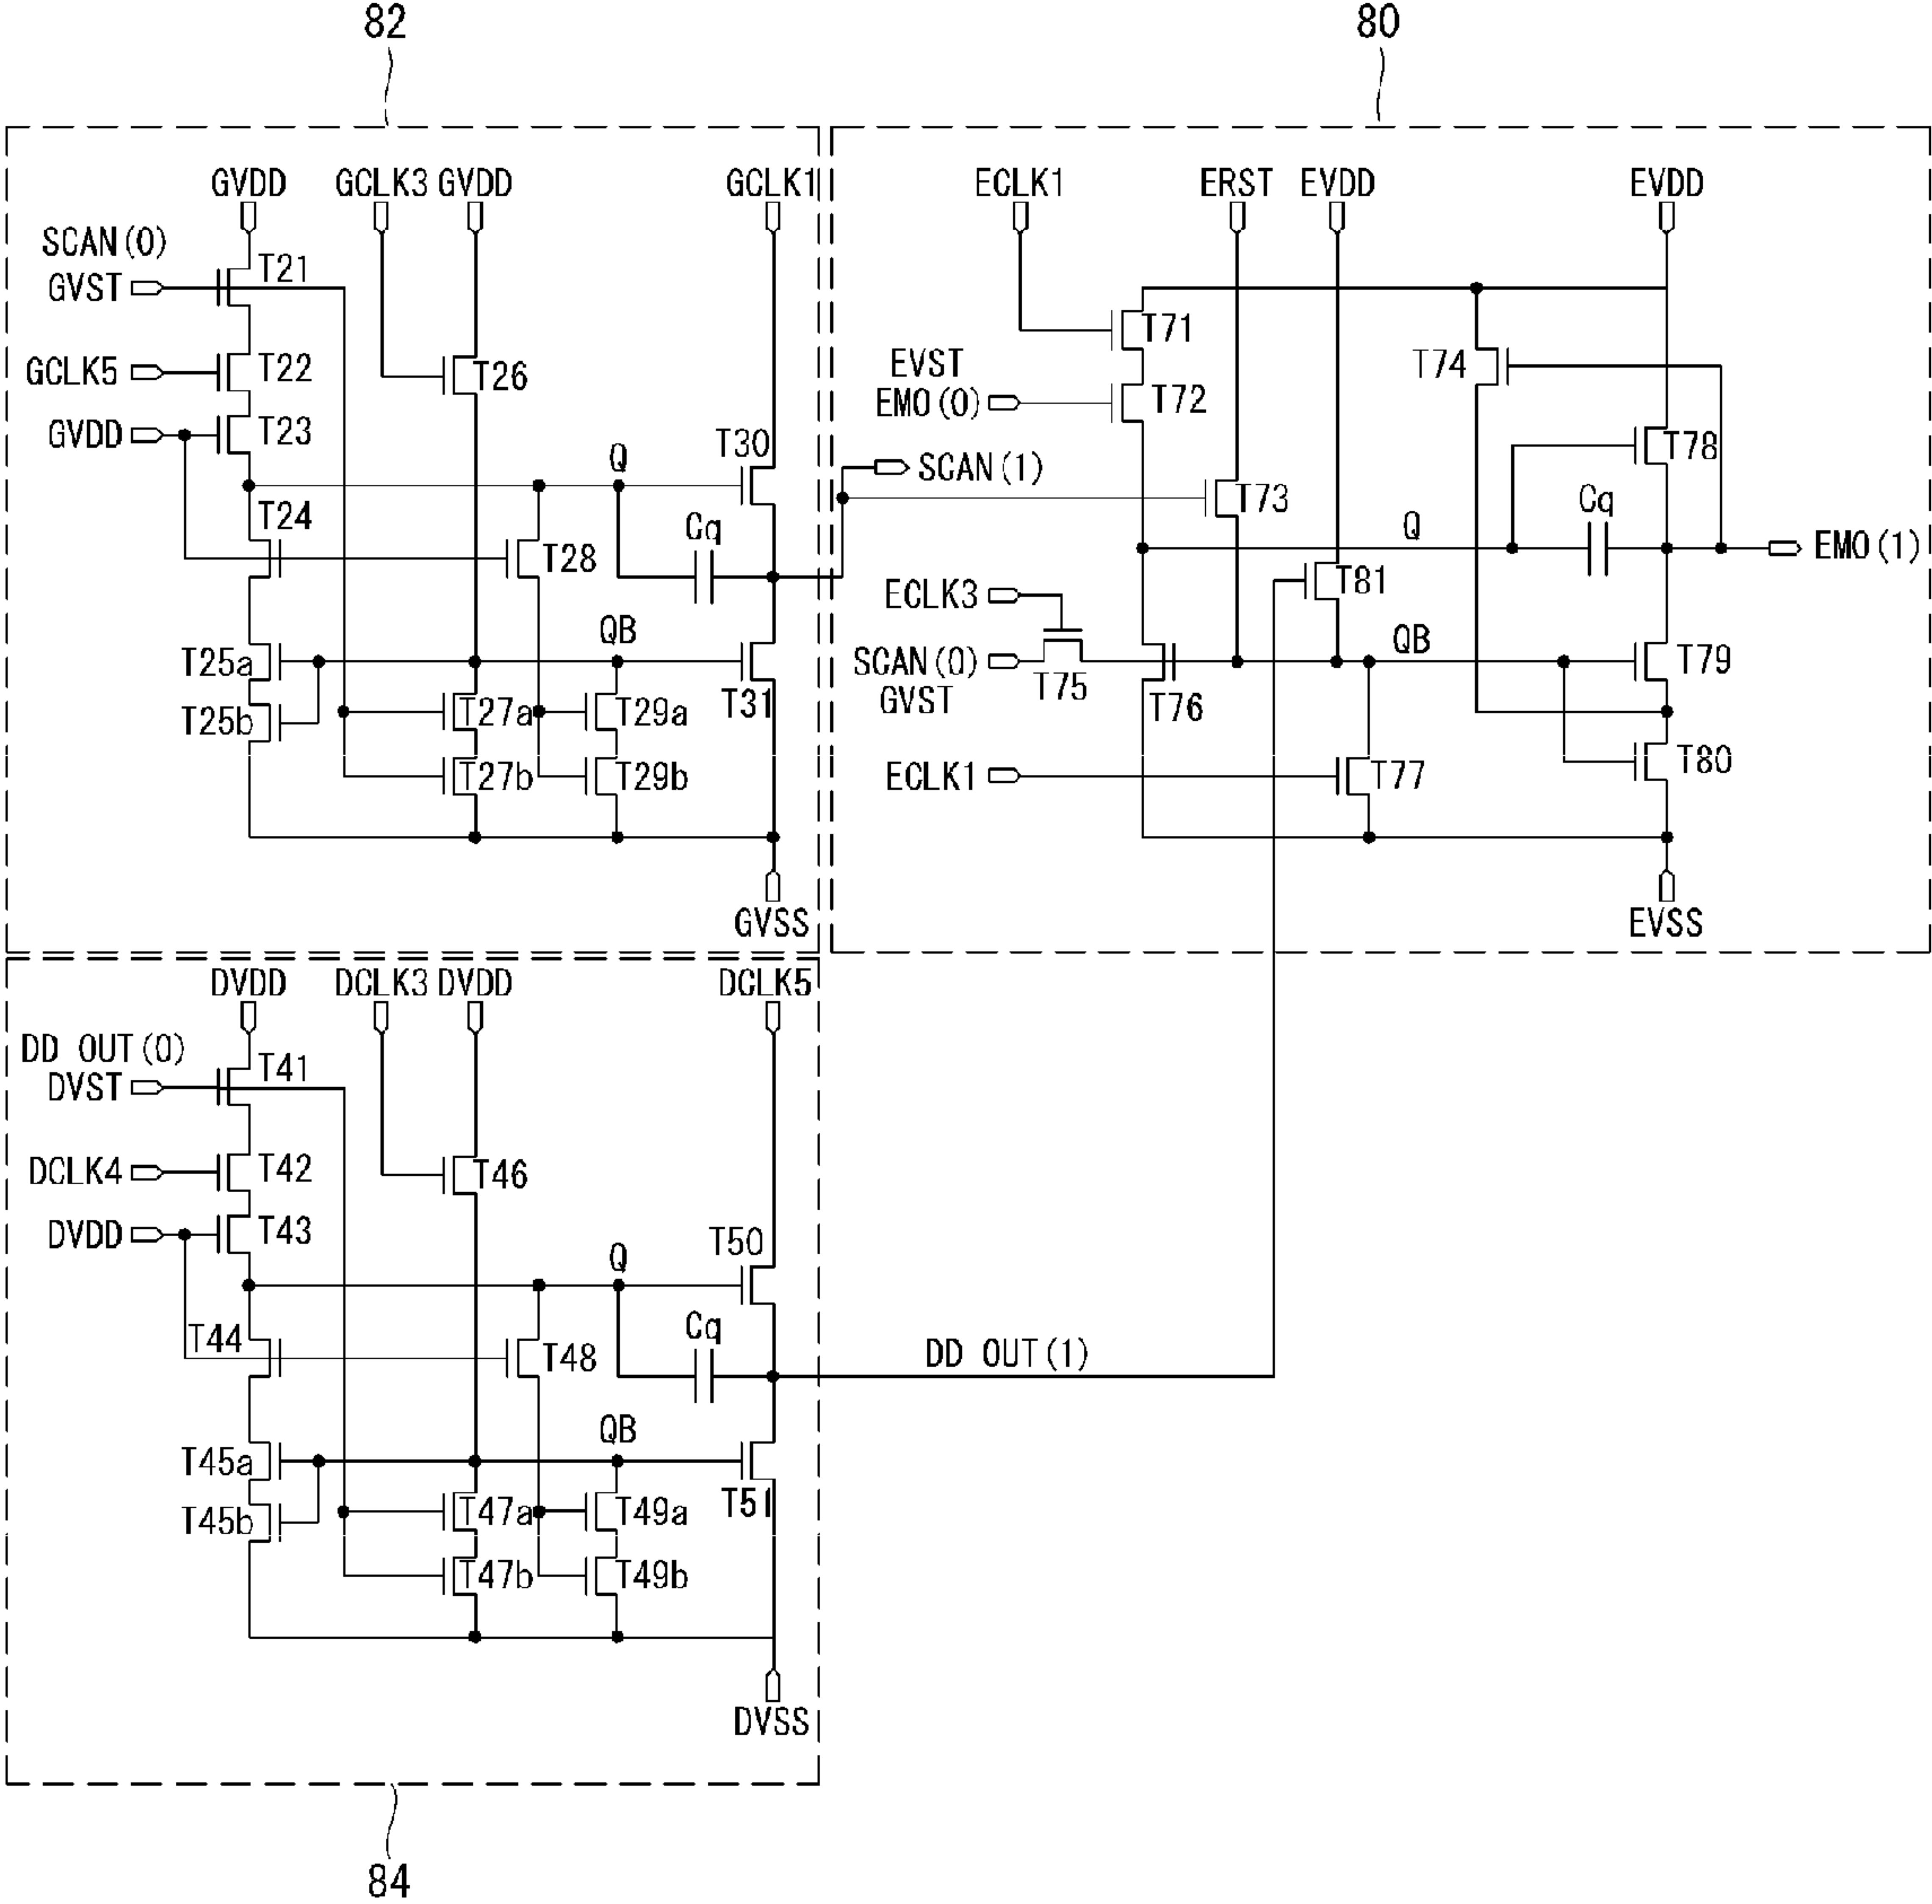 82
80
GVDD
GCLK3
GVDD
GCLK1
SCAN(0)
GVST
T21
GCLK5
T22
T26
GVDD
T23
Q
T30
T24
Cq
T28
QB
T25a
T31
T25b
T27a
T29a
T27b
T29b
GVSS
ECLK1
ERST
EVDD
EVDD
T71
T74
EVST
EMO(0)
T72
T78
SCAN(1)
T73
Cq
Q
EMO(1)
T81
ECLK3
QB
SCAN(0)
GVST
T75
T76
T79
ECLK1
T77
T80
EVSS
DVDD
DCLK3
DVDD
DCLK5
DD OUT(0)
DVST
T41
DCLK4
T42
T46
DVDD
T43
Q
T50
T44
Cq
T48
DD OUT(1)
QB
T45a
T51
T45b
T47a
T49a
T47b
T49b
DVSS
84